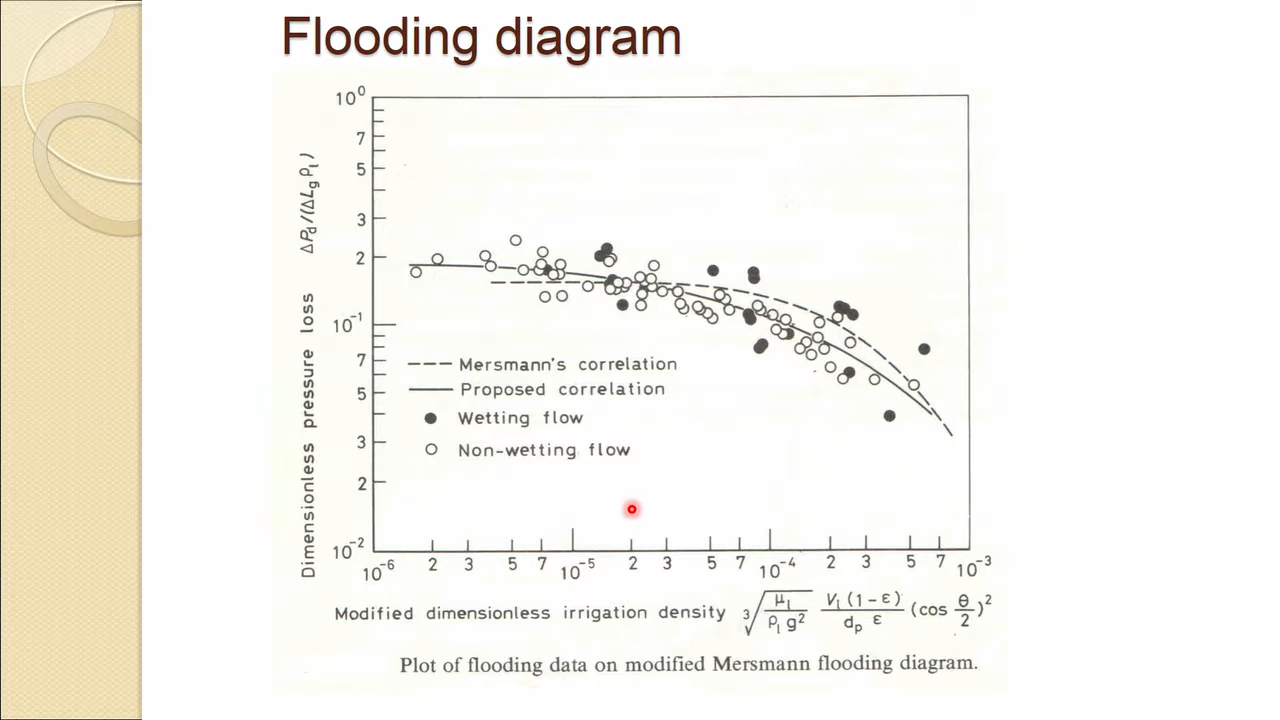 Flooding diagram
Dimensionless pressure loss ΔP_d/(ΔL_g ρ_l)
10^0
7
5
3
2
10^-1
7
5
3
2
10^-2
--- Mersmann's correlation
— Proposed correlation
● Wetting flow
○ Non-wetting flow
10^-6 2 3 5 7 10^-5 2 3 5 7 10^-4 2 3 5 7 10^-3
Modified dimensionless irrigation density ³√(μ_l / ρ_l g²) V_l (1-ε) / d_p ε (cos θ/2)²
Plot of flooding data on modified Mersmann flooding diagram.